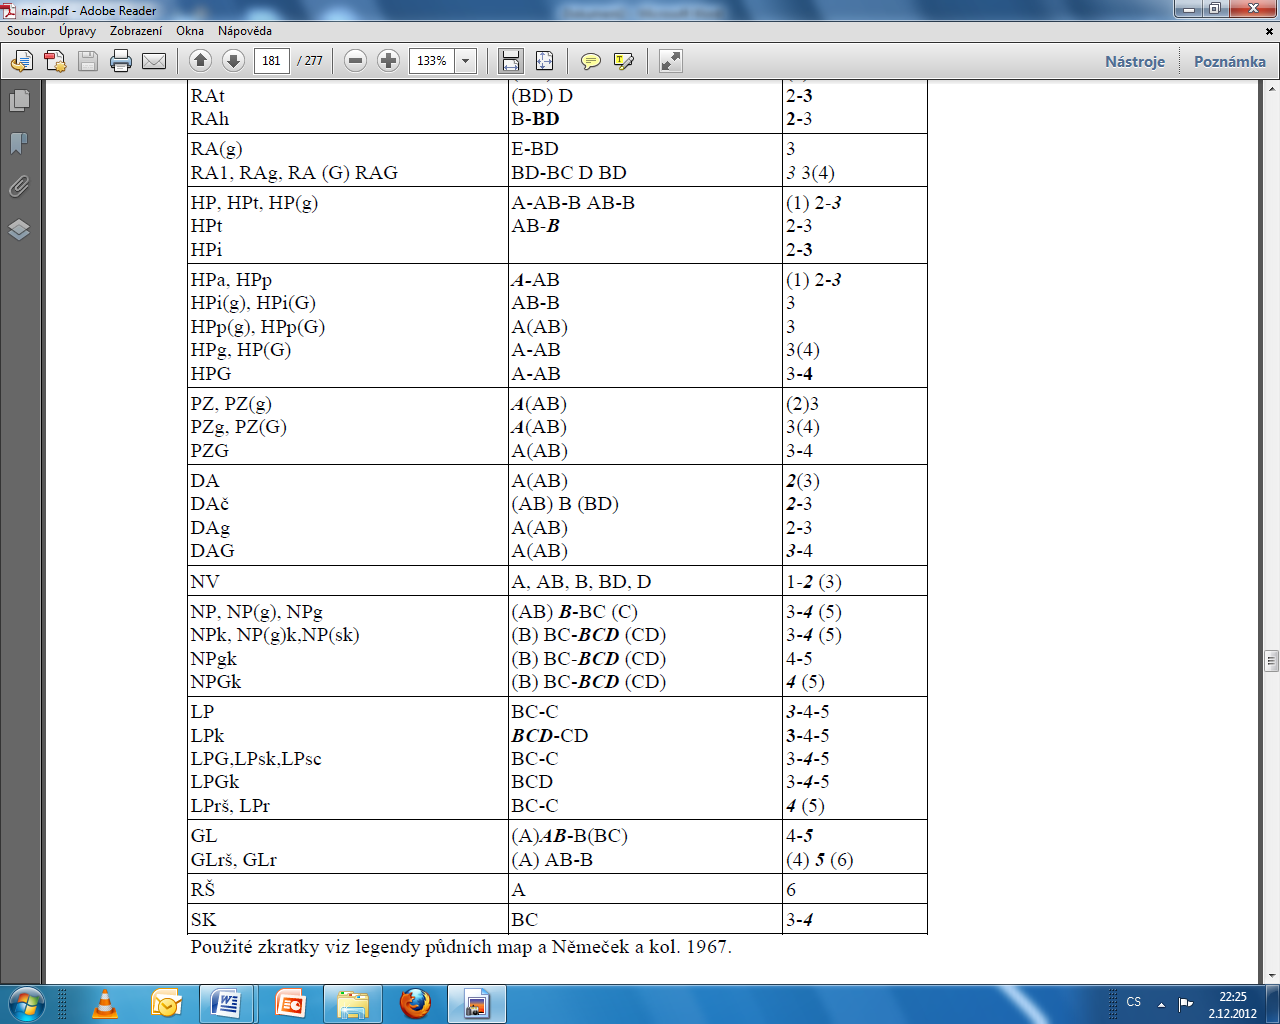 main.pdf - Adobe Reader
Soubor Úpravy Zobrazení Okna Nápověda
181 / 277 133% Nástroje Poznámka
RAt (BD) D 2-3
RAh B-BD 2-3
RA(g) E-BD 3
RA1, RAg, RA (G) RAG BD-BC D BD 3 3(4)
HP, HPt, HP(g) A-AB-B AB-B (1) 2-3
HPt AB-B 2-3
HPi 2-3
HPa, HPp A-AB (1) 2-3
HPi(g), HPi(G) AB-B 3
HPp(g), HPp(G) A(AB) 3
HPg, HP(G) A-AB 3(4)
HPG A-AB 3-4
PZ, PZ(g) A(AB) (2)3
PZg, PZ(G) A(AB) 3(4)
PZG A(AB) 3-4
DA A(AB) 2(3)
DAč (AB) B (BD) 2-3
DAg A(AB) 2-3
DAG A(AB) 3-4
NV A, AB, B, BD, D 1-2 (3)
NP, NP(g), NPg (AB) B-BC (C) 3-4 (5)
NPk, NP(g)k,NP(sk) (B) BC-BCD (CD) 3-4 (5)
NPgk (B) BC-BCD (CD) 4-5
NPGk (B) BC-BCD (CD) 4 (5)
LP BC-C 3-4-5
LPk BCD-CD 3-4-5
LPG,LPsk,LPsc BC-C 3-4-5
LPGk BCD 3-4-5
LPrš, LPr BC-C 4 (5)
GL (A)AB-B(BC) 4-5
GLrš, GLr (A) AB-B (4) 5 (6)
RŠ A 6
SK BC 3-4
Použité zkratky viz legendy půdních map a Němeček a kol. 1967.
CS 22:25
2.12.2012